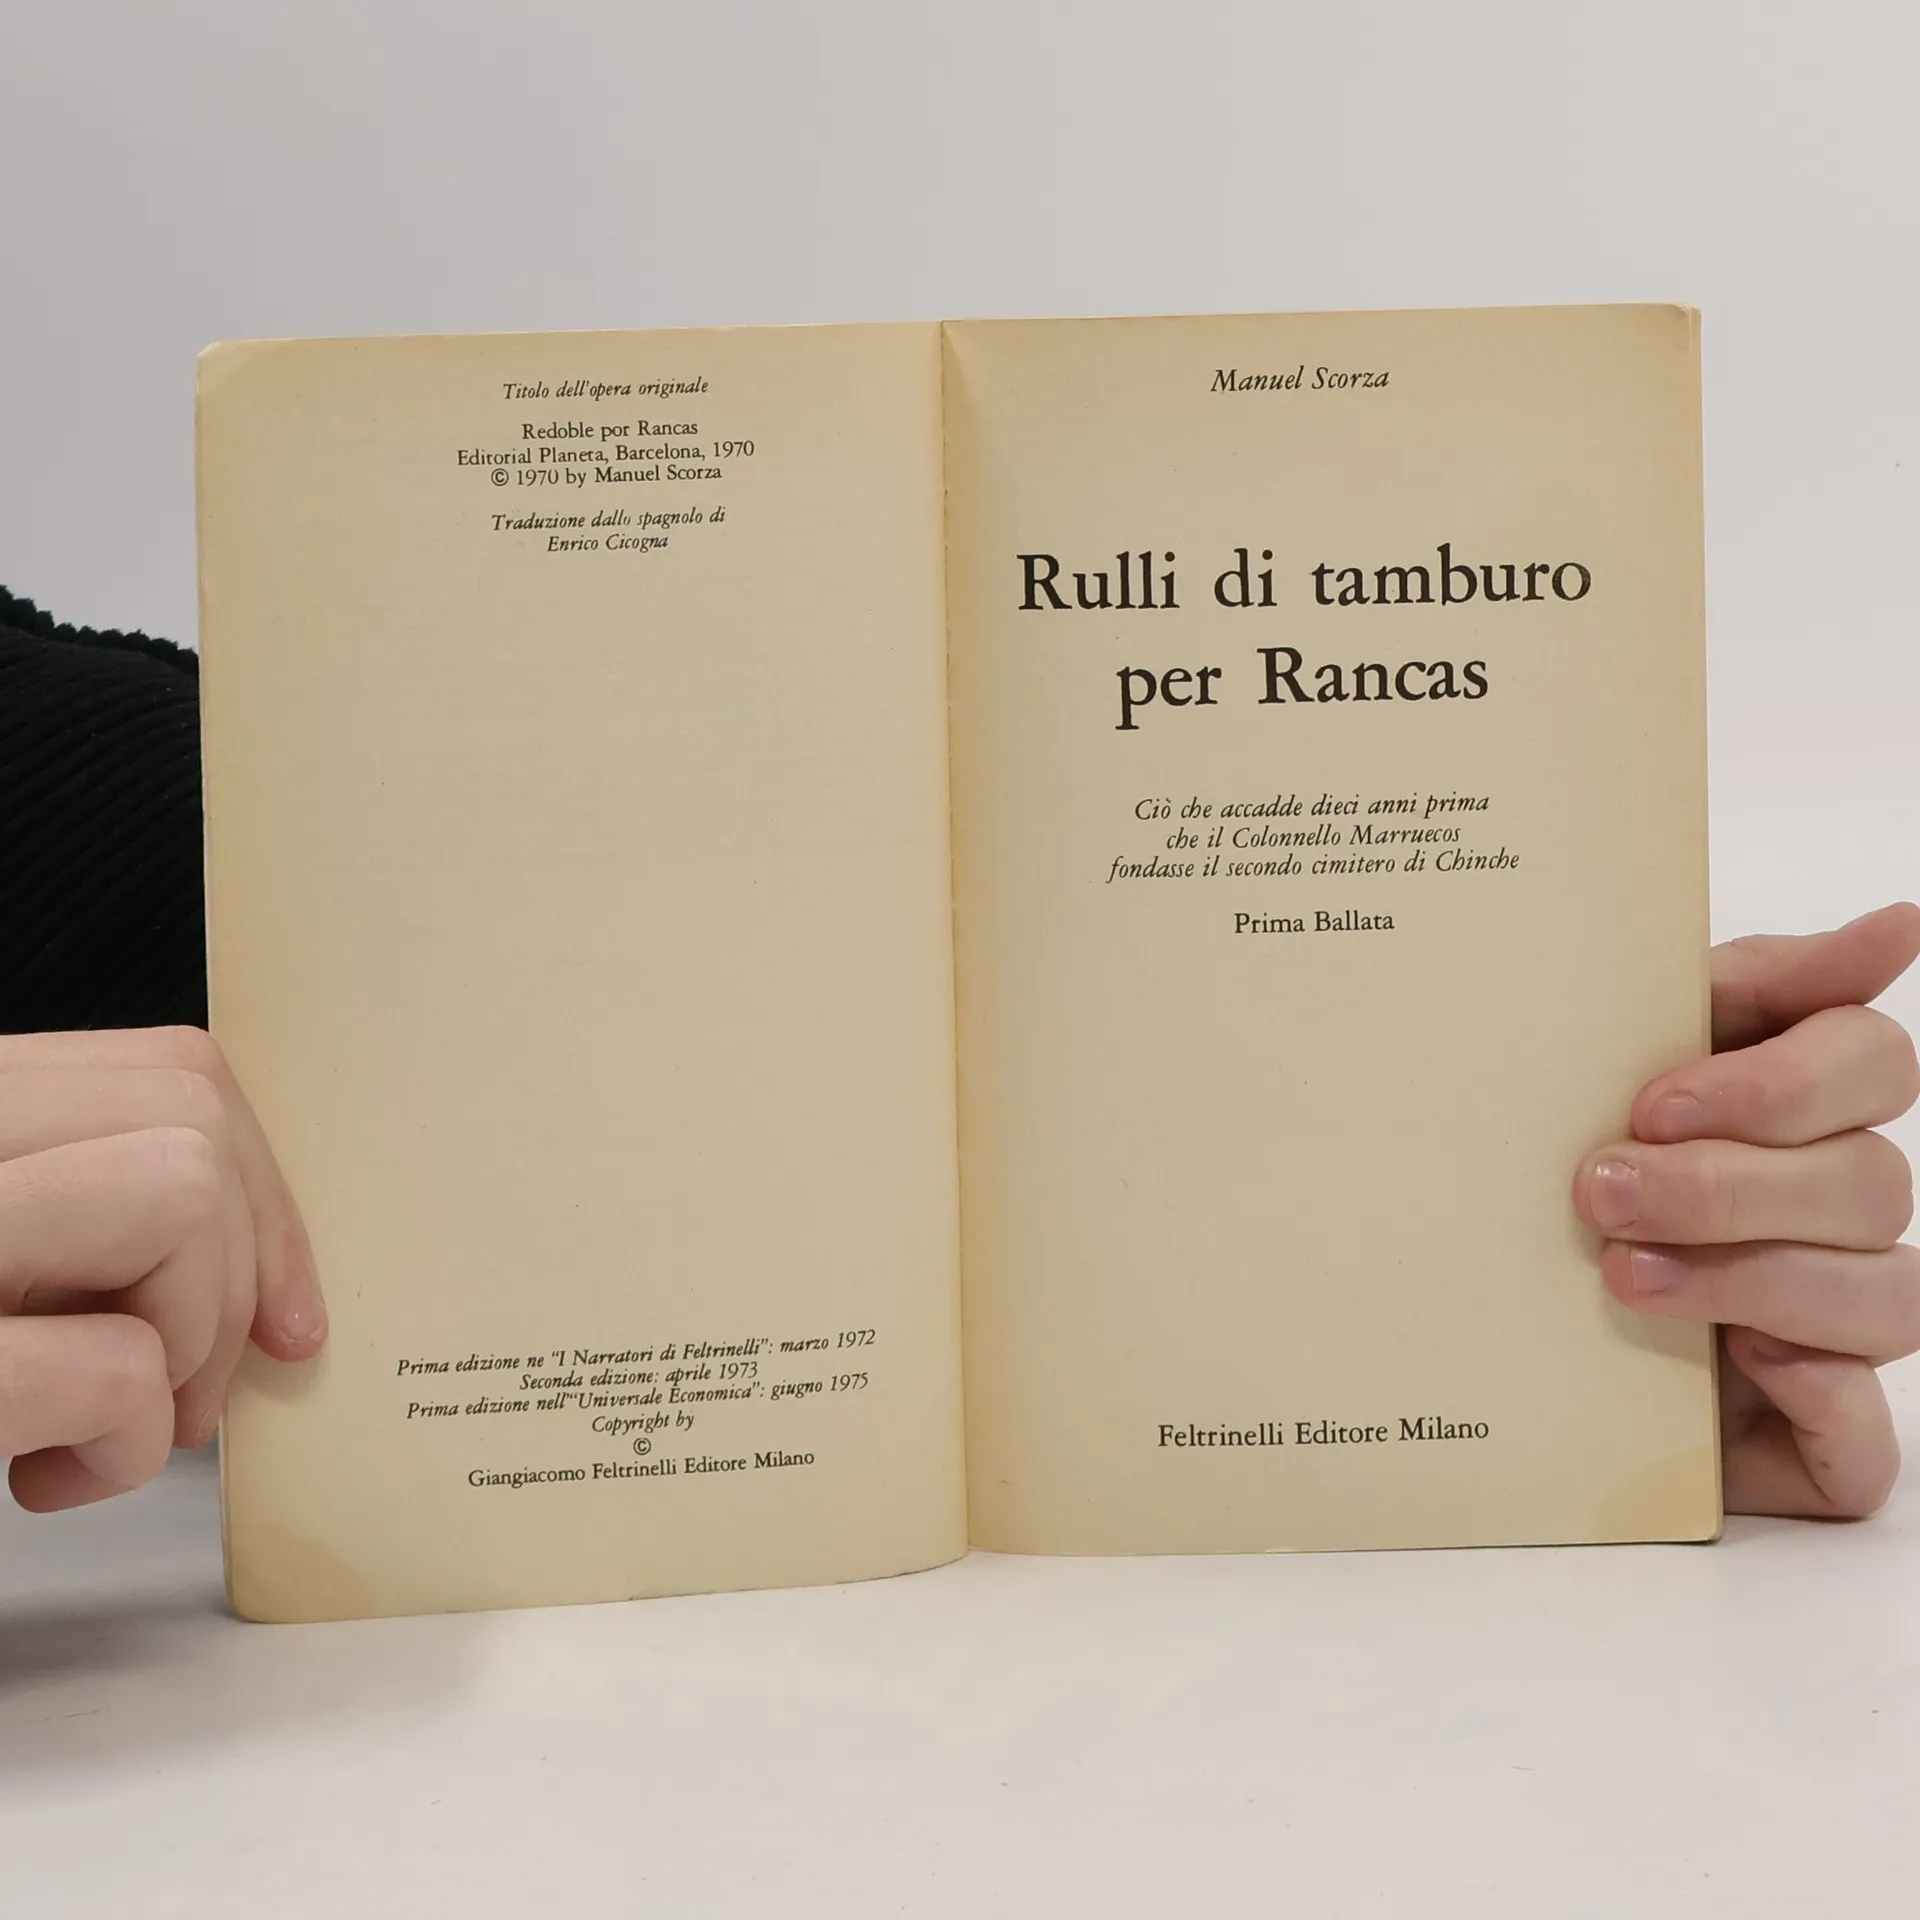 Titolo dell'opera originale
Redoble por Rancas
Editorial Planeta, Barcelona, 1970
© 1970 by Manuel Scorza
Traduzione dallo spagnolo di
Enrico Cicogna
Prima edizione ne "I Narratori di Feltrinelli": marzo 1972
Seconda edizione: aprile 1973
Prima edizione nell'"Universale Economica": giugno 1975
Copyright by
©
Giangiacomo Feltrinelli Editore Milano
Manuel Scorza
Rulli di tamburo
per Rancas
Ciò che accadde dieci anni prima
che il Colonnello Marruecos
fondasse il secondo cimitero di Chinche
Prima Ballata
Feltrinelli Editore Milano